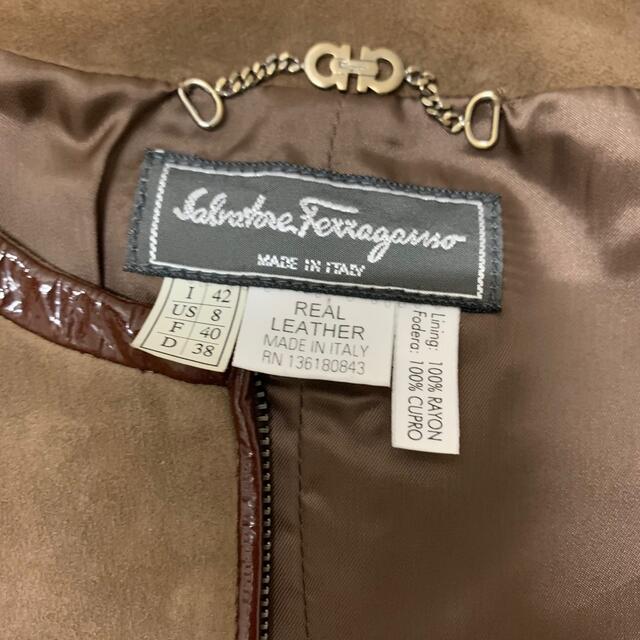 Salvatore Ferragamo
MADE IN ITALY
I 42
US 8
F 40
D 38
REAL
LEATHER
MADE IN ITALY
RN 136180843
Lining: 100% RAYON
Fodera: 100% CUPRO